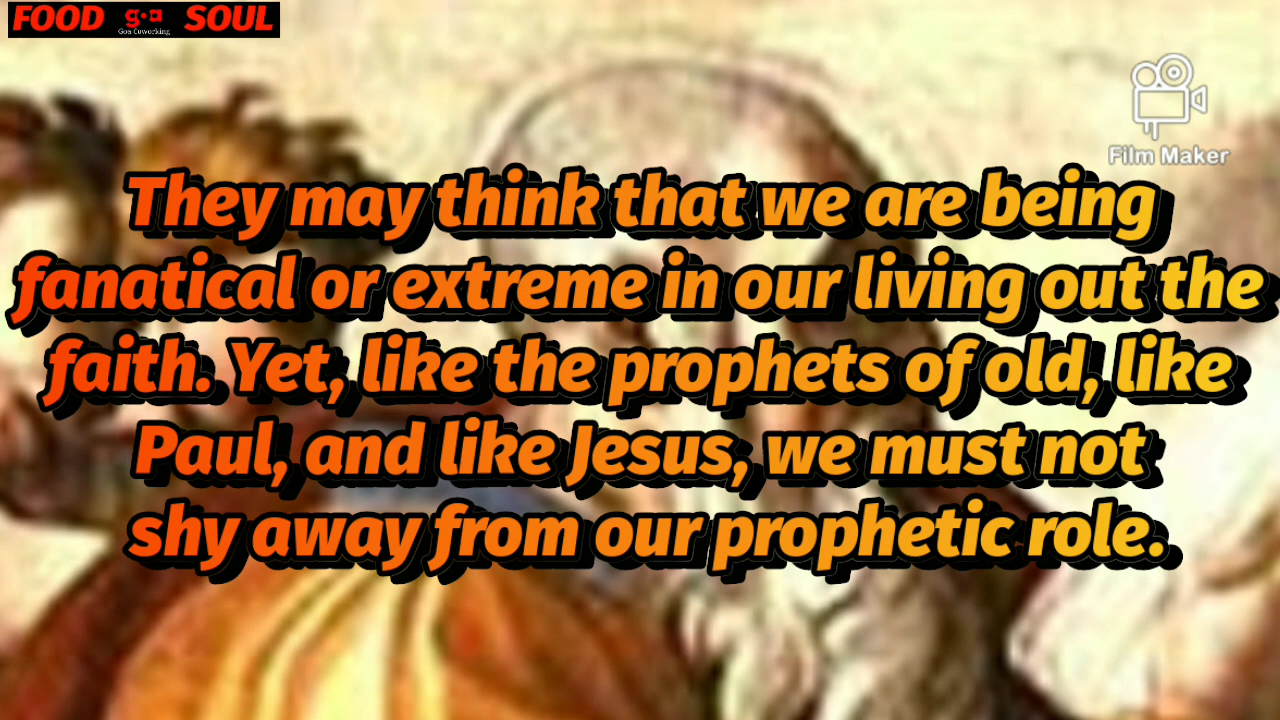 FOOD g·a SOUL
Goa Coworking
Film Maker
They may think that we are being
fanatical or extreme in our living out the
faith. Yet, like the prophets of old, like
Paul, and like Jesus, we must not
shy away from our prophetic role.